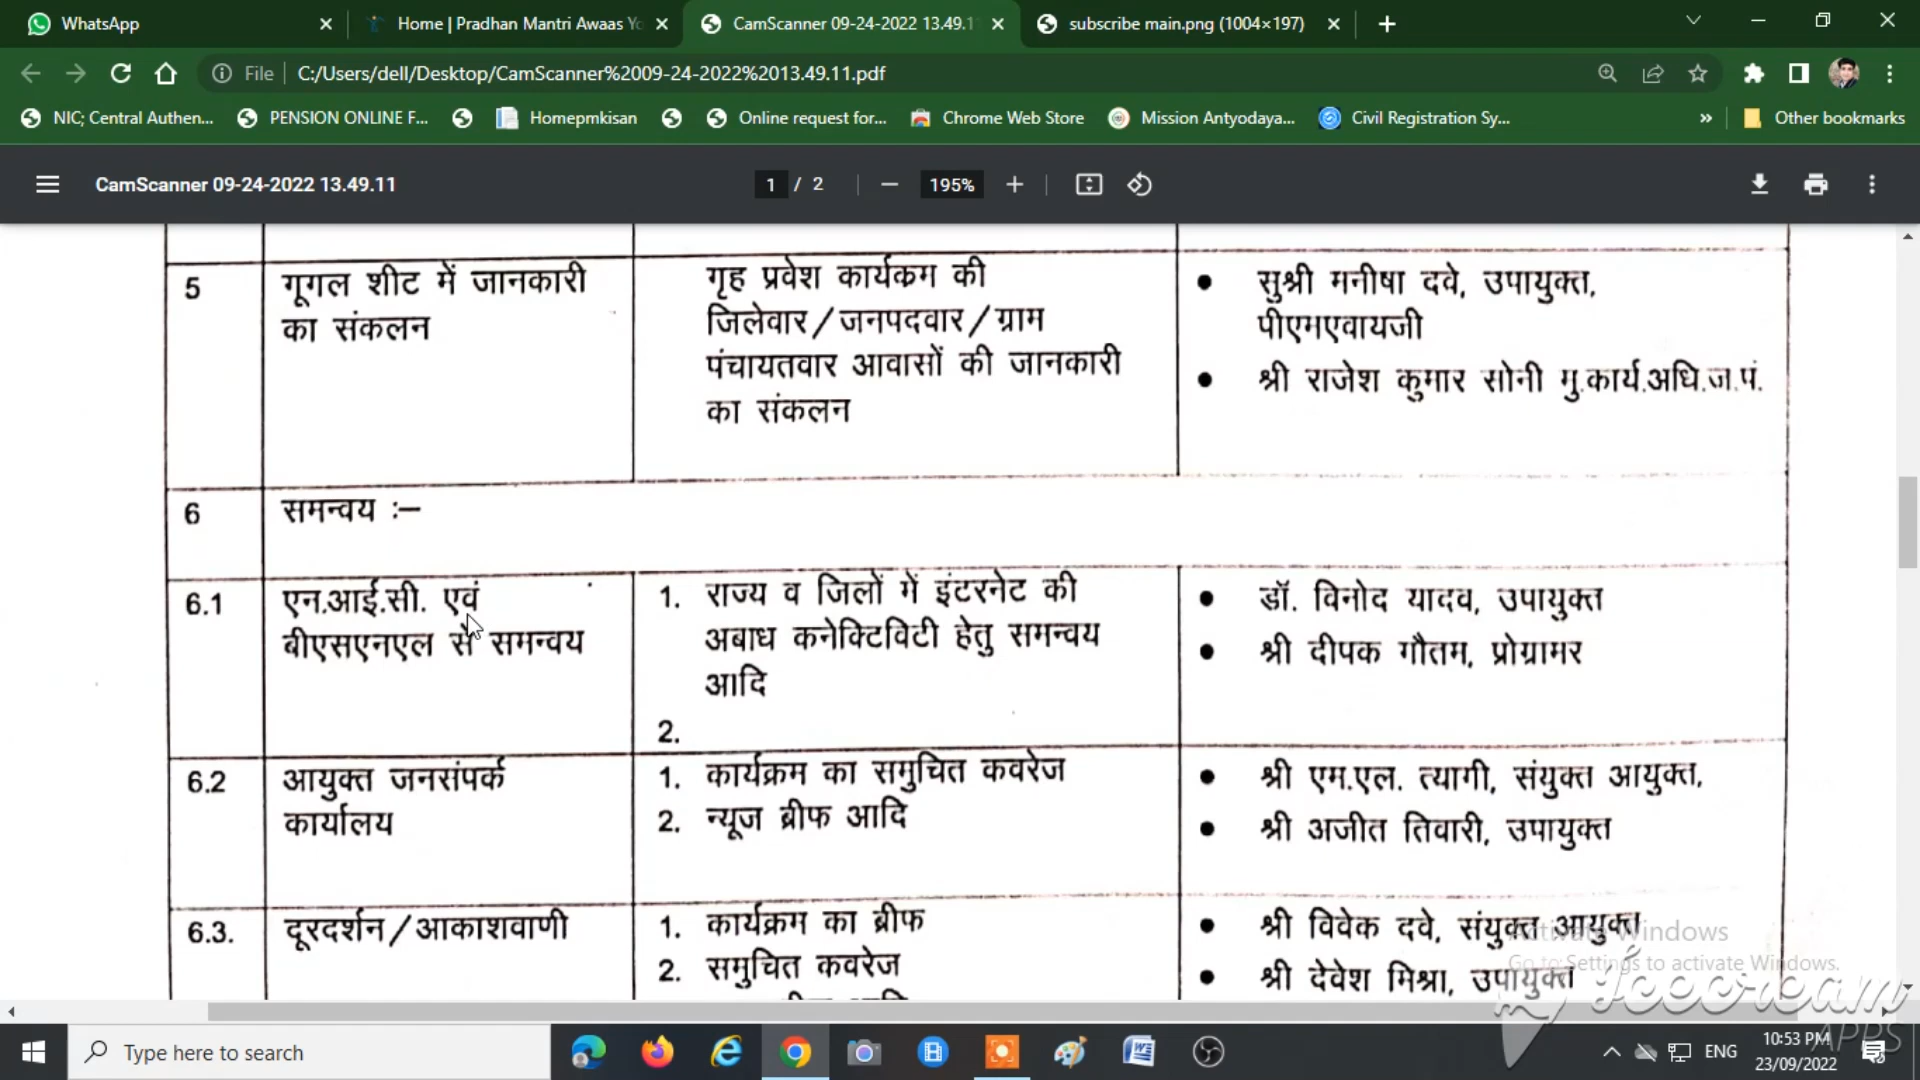 WhatsApp
Home | Pradhan Mantri Awaas Yo
CamScanner 09-24-2022 13.49.1
subscribe main.png (1004×197)
File
C:/Users/dell/Desktop/CamScanner%2009-24-2022%2013.49.11.pdf
NIC; Central Authen...
PENSION ONLINE F...
Homepmkisan
Online request for...
Chrome Web Store
Mission Antyodaya...
Civil Registration Sy...
»
Other bookmarks
CamScanner 09-24-2022 13.49.11
1 / 2
195%
5
गूगल शीट में जानकारी
का संकलन
गृह प्रवेश कार्यकम की
जिलेवार/जनपदवार/ग्राम
पंचायतवार आवासों की जानकारी
का संकलन
• सुश्री मनीषा दवे, उपायुक्त,
पीएमएवायजी
• श्री राजेश कुमार सोनी मु.कार्य.अधि.ज.पं.
6
समन्वय :–
6.1
एन.आई.सी. एवं
बीएसएनएल से समन्वय
1. राज्य व जिलों में इंटरनेट की
अबाध कनेक्टिविटी हेतु समन्वय
आदि
2.
• डॉ. विनोद यादव, उपायुक्त
• श्री दीपक गौतम, प्रोग्रामर
6.2
आयुक्त जनसंपर्क
कार्यालय
1. कार्यक्रम का समुचित कवरेज
2. न्यूज ब्रीफ आदि
• श्री एम.एल. त्यागी, संयुक्त आयुक्त,
• श्री अजीत तिवारी, उपायुक्त
6.3.
दूरदर्शन/आकाशवाणी
1. कार्यक्रम का ब्रीफ
2. समुचित कवरेज
• श्री विवेक दवे, संयुक्त आयुक्त
• श्री देवेश मिश्रा, उपायुक्त
Activate Windows
Go to Settings to activate Windows.
Icecream
APPS
Type here to search
ENG
10:53 PM
23/09/2022